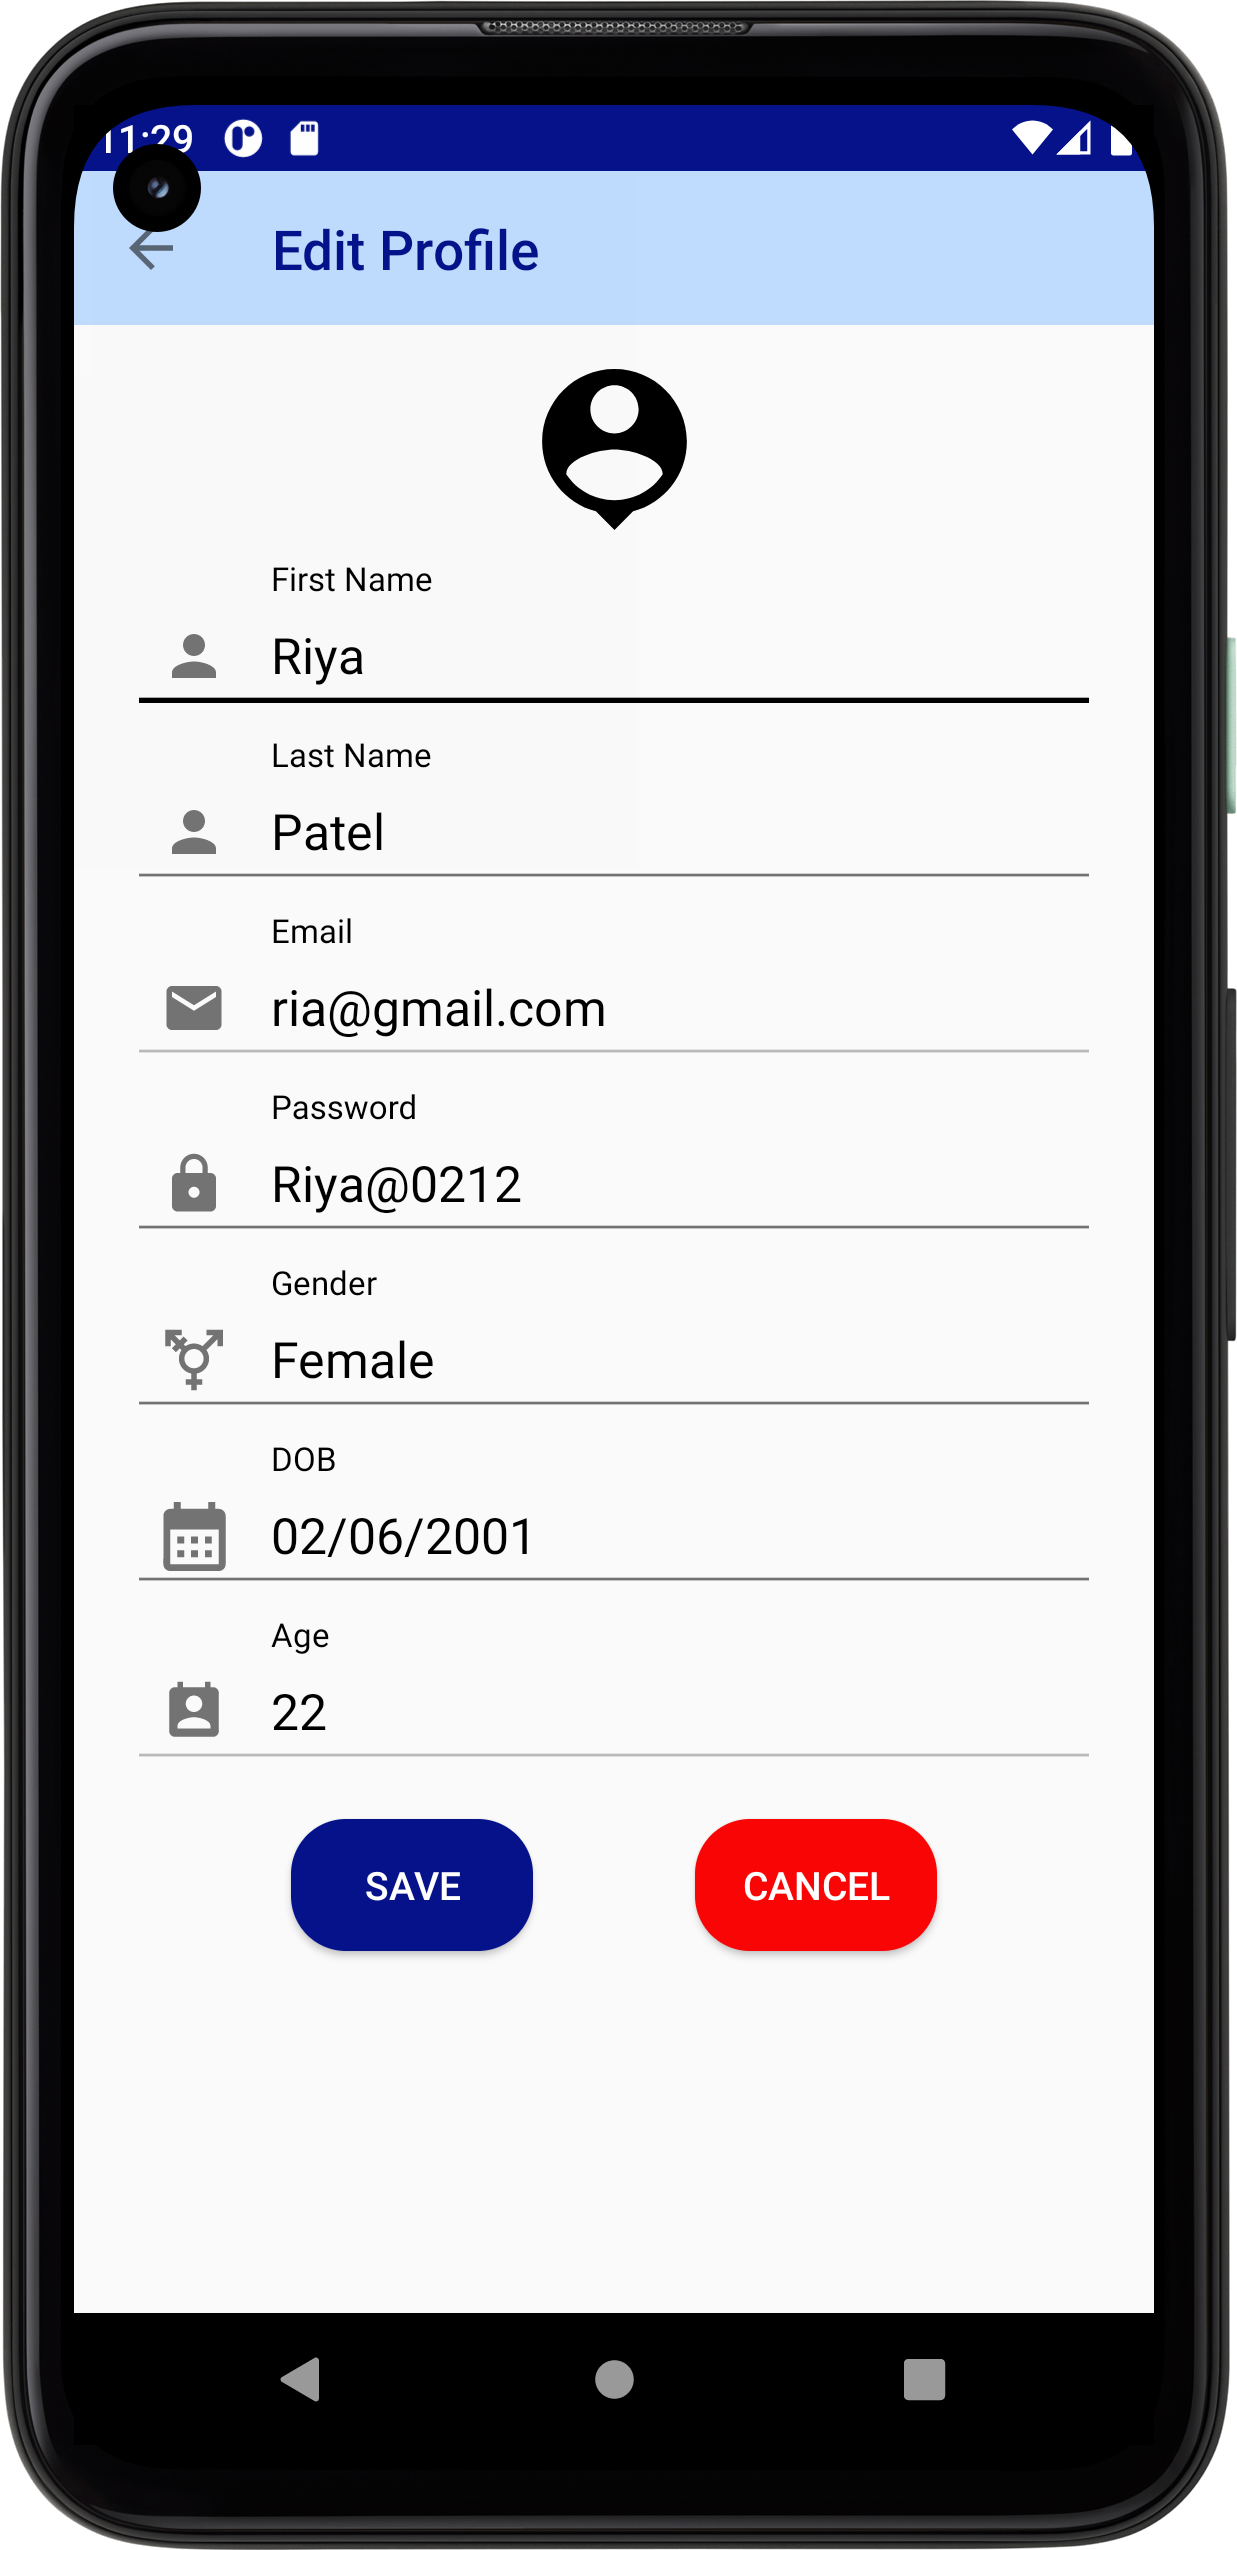 11:29
Edit Profile
First Name
Riya
Last Name
Patel
Email
ria@gmail.com
Password
Riya@0212
Gender
Female
DOB
02/06/2001
Age
22
SAVE CANCEL